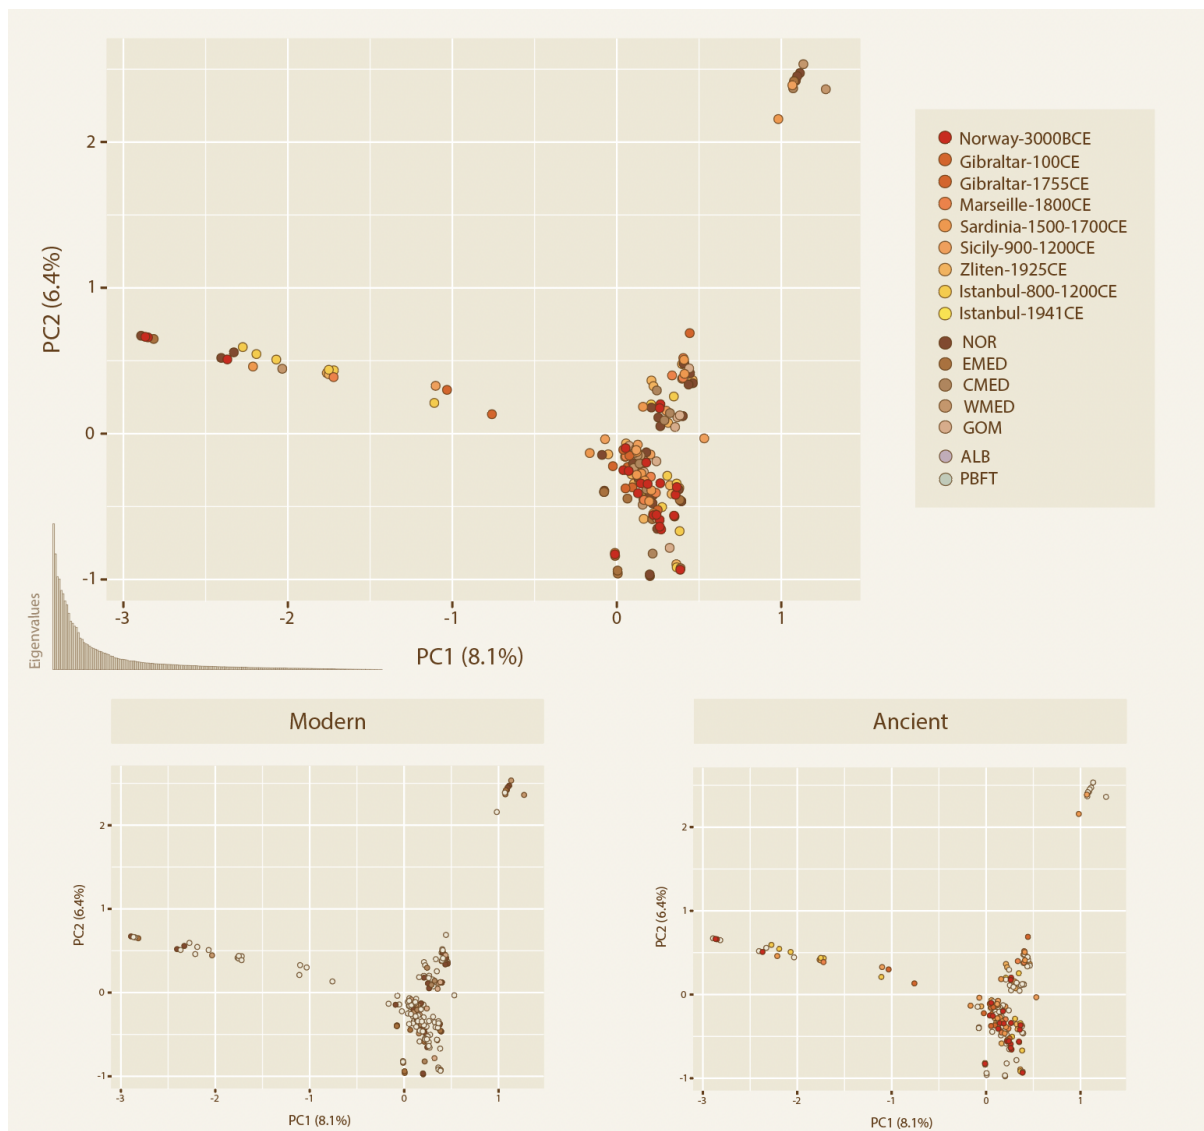 2
1
0
-1
PC2 (6.4%)
-3
-2
-1
0
1
PC1 (8.1%)
Eigenvalues
Norway-3000BCE
Gibraltar-100CE
Gibraltar-1755CE
Marseille-1800CE
Sardinia-1500-1700CE
Sicily-900-1200CE
Zliten-1925CE
Istanbul-800-1200CE
Istanbul-1941CE
NOR
EMED
CMED
WMED
GOM
ALB
PBFT
Modern
2
1
0
-1
PC2 (6.4%)
-3
-2
-1
0
1
PC1 (8.1%)
Ancient
2
1
0
-1
PC2 (6.4%)
-3
-2
-1
0
1
PC1 (8.1%)